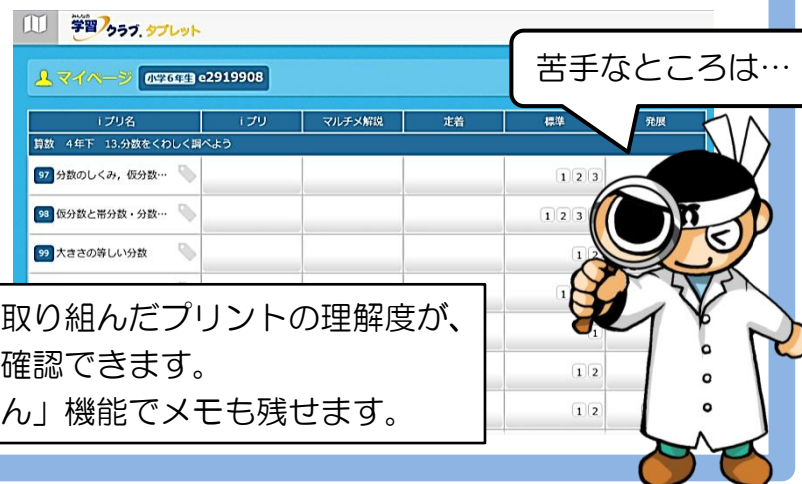 みんなの
学習クラブ.タブレット
マイページ 小学6年生 e2919908
苦手なところは…
iプリ名 iプリ マルチメ解説 定着 標準 発展
算数 4年下 13.分数をくわしく調べよう
97 分数のしくみ，仮分数… 1 2 3
98 仮分数と帯分数・分数… 1 2 3
99 大きさの等しい分数 1 2
1
1
1 2
1 2
取り組んだプリントの理解度が、
確認できます。
ん」機能でメモも残せます。